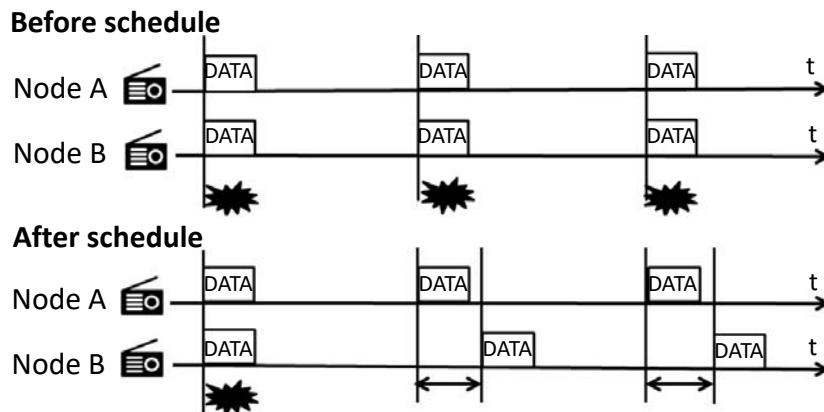 Before schedule
Node A DATA DATA DATA t
Node B DATA DATA DATA t
After schedule
Node A DATA DATA DATA t
Node B DATA DATA DATA t